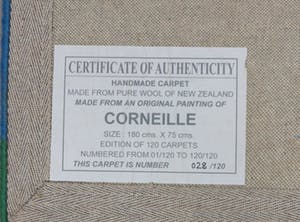 CERTIFICATE OF AUTHENTICITY
HANDMADE CARPET
MADE FROM PURE WOOL OF NEW ZEALAND
MADE FROM AN ORIGINAL PAINTING OF
CORNEILLE
SIZE : 180 cms. X 75 cms.
EDITION OF 120 CARPETS
NUMBERED FROM 01/120 TO 120/120
THIS CARPET IS NUMBER 028 /120